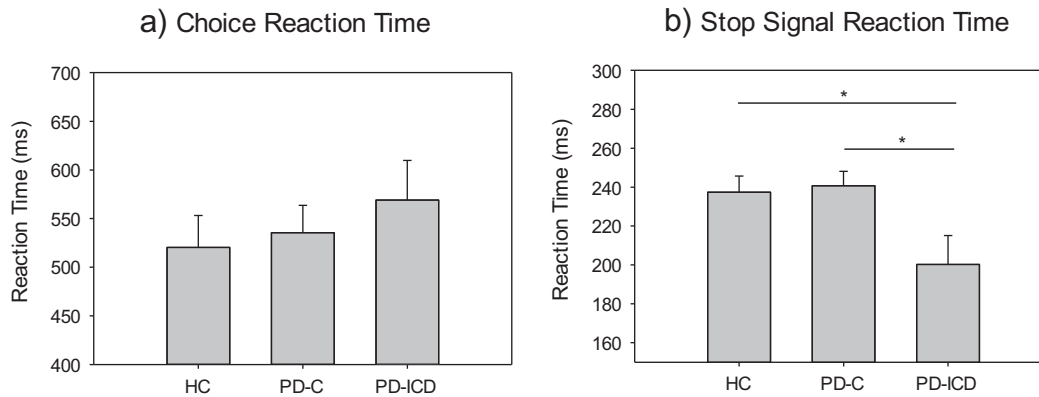 a) Choice Reaction Time
Reaction Time (ms)
700
650
600
550
500
450
400
HC PD-C PD-ICD
b) Stop Signal Reaction Time
Reaction Time (ms)
300
280
260
240
220
200
180
160
* 
*
HC PD-C PD-ICD